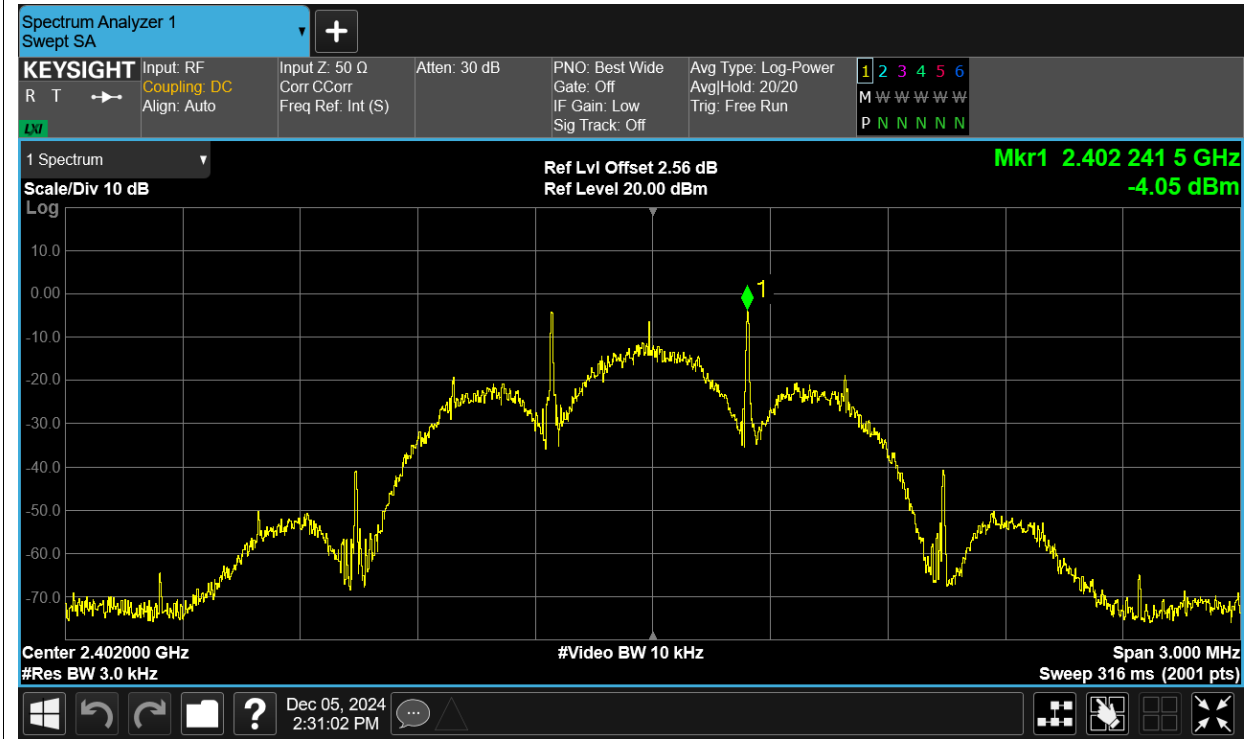 Spectrum Analyzer 1
Swept SA
+
KEYSIGHT
R T
LXI
Input: RF
Coupling: DC
Align: Auto
Input Z: 50 Ω
Corr CCorr
Freq Ref: Int (S)
Atten: 30 dB
PNO: Best Wide
Gate: Off
IF Gain: Low
Sig Track: Off
Avg Type: Log-Power
Avg|Hold: 20/20
Trig: Free Run
1 2 3 4 5 6
M W W W W W W
P N N N N N N
1 Spectrum
Scale/Div 10 dB
Log
Ref Lvl Offset 2.56 dB
Ref Level 20.00 dBm
Mkr1 2.402 241 5 GHz
-4.05 dBm
10.0
0.00
-10.0
-20.0
-30.0
-40.0
-50.0
-60.0
-70.0
1
Center 2.402000 GHz
#Res BW 3.0 kHz
#Video BW 10 kHz
Span 3.000 MHz
Sweep 316 ms (2001 pts)
?
Dec 05, 2024
2:31:02 PM